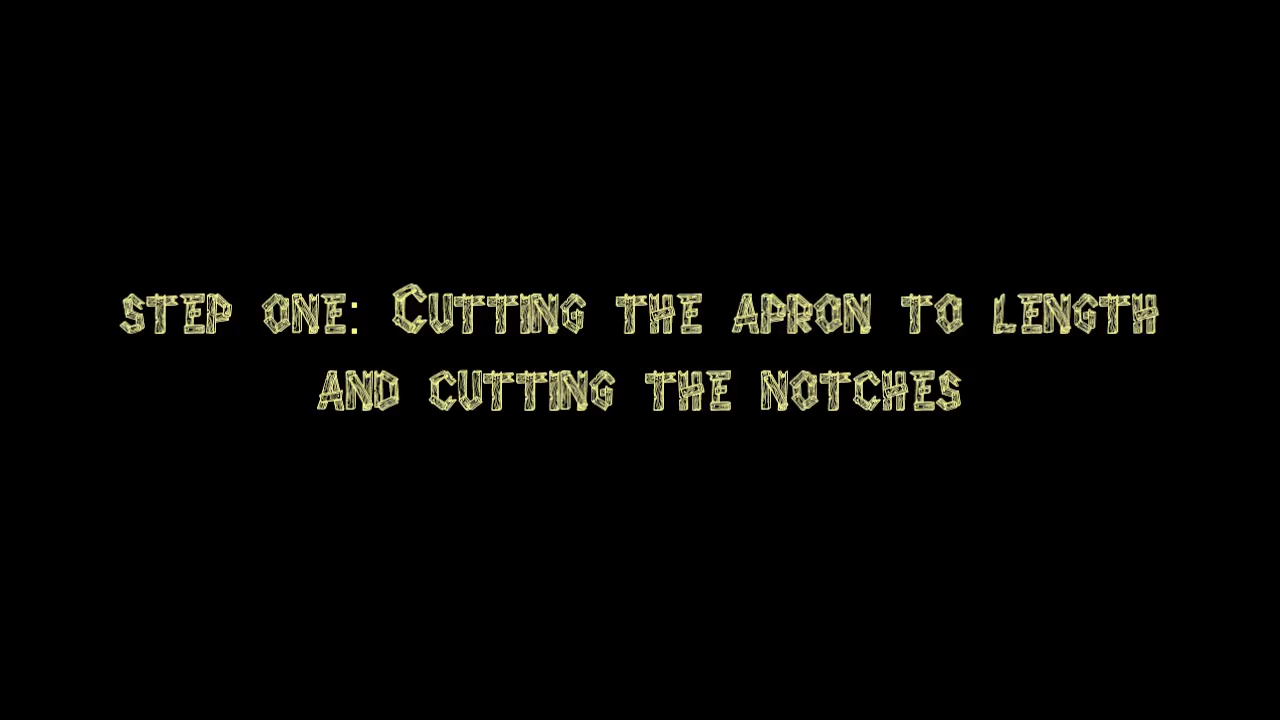 step one: Cutting the apron to length
and cutting the notches